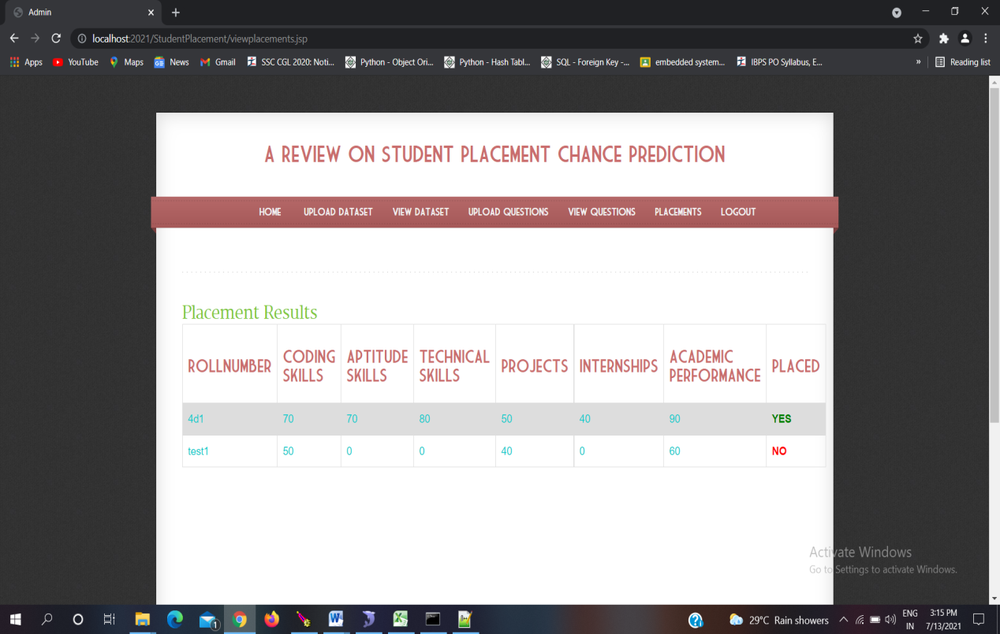 Admin
localhost:2021/StudentPlacement/viewplacements.jsp
Apps YouTube Maps News Gmail SSC CGL 2020: Noti... Python - Object Ori... Python - Hash Tabl... SQL - Foreign Key -... embedded system... IBPS PO Syllabus, E... » Reading list
A REVIEW ON STUDENT PLACEMENT CHANCE PREDICTION
HOME UPLOAD DATASET VIEW DATASET UPLOAD QUESTIONS VIEW QUESTIONS PLACEMENTS LOGOUT
Placement Results
ROLLNUMBER CODING SKILLS APTITUDE SKILLS TECHNICAL SKILLS PROJECTS INTERNSHIPS ACADEMIC PERFORMANCE PLACED
4d1 70 70 80 50 40 90 YES
test1 50 0 0 40 0 60 NO
Activate Windows
Go to Settings to activate Windows.
1 29°C Rain showers ENG IN 3:15 PM 7/13/2021